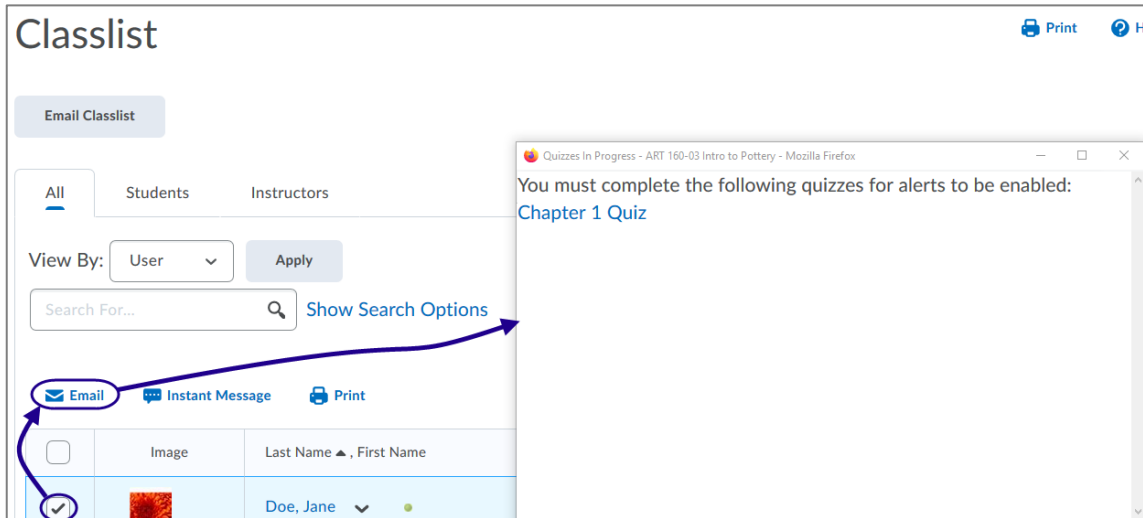 Classlist
Print
Email Classlist
Quizzes In Progress - ART 160-03 Intro to Pottery - Mozilla Firefox
You must complete the following quizzes for alerts to be enabled:
Chapter 1 Quiz
All Students Instructors
View By: User Apply
Search For... Show Search Options
Email Instant Message Print
Image Last Name ▲ , First Name
Doe, Jane